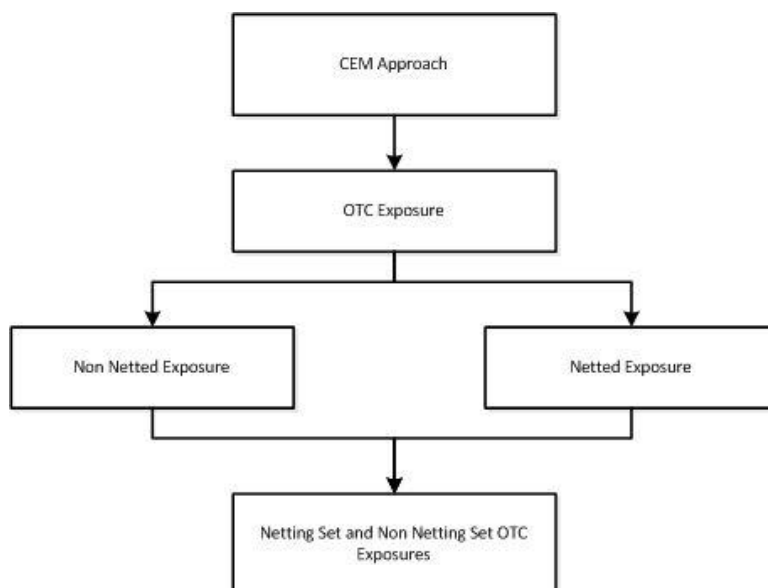 CEM Approach
OTC Exposure
Non Netted Exposure
Netted Exposure
Netting Set and Non Netting Set OTC
Exposures